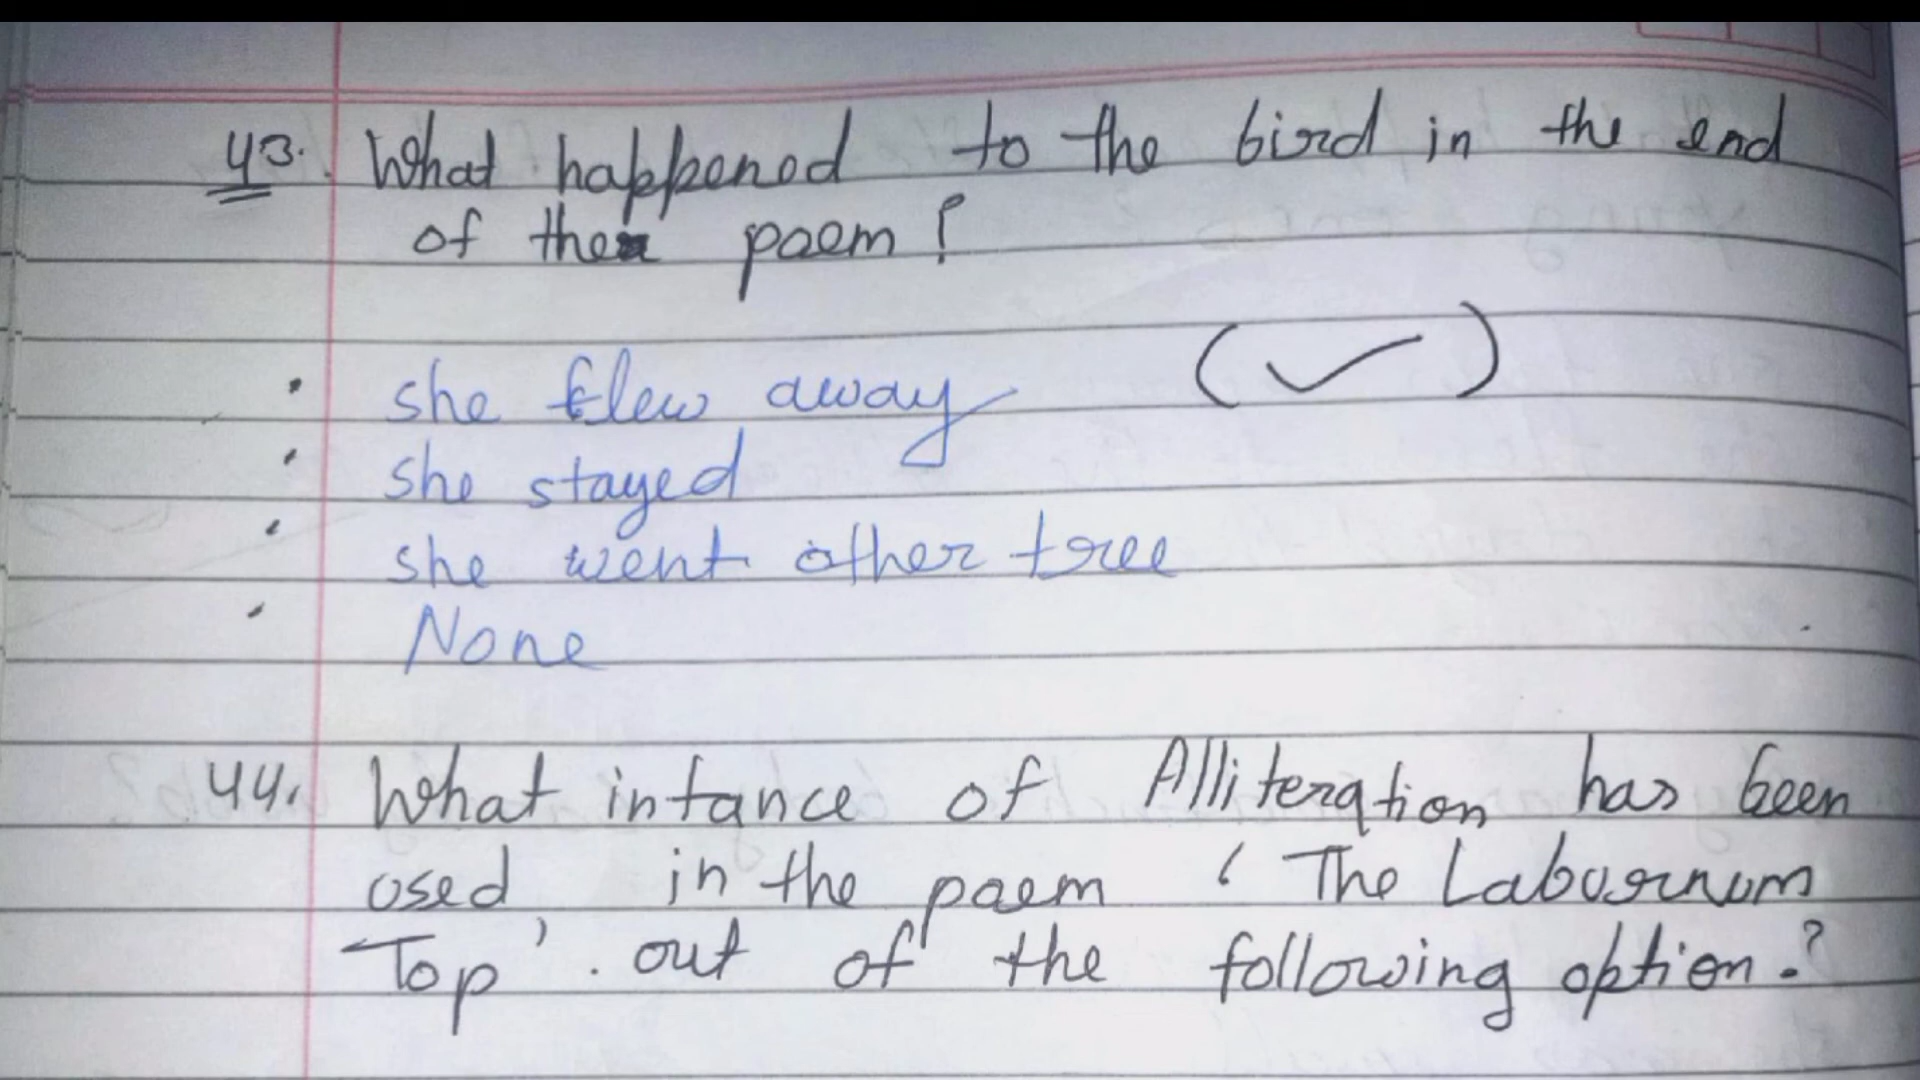 43. What happened to the bird in the end
of the poem?
she flew away (✓)
she stayed
she went other tree
None
44. What intance of Alliteration has been
used in the poem 'The Laburnum
Top'. out of the following option.?